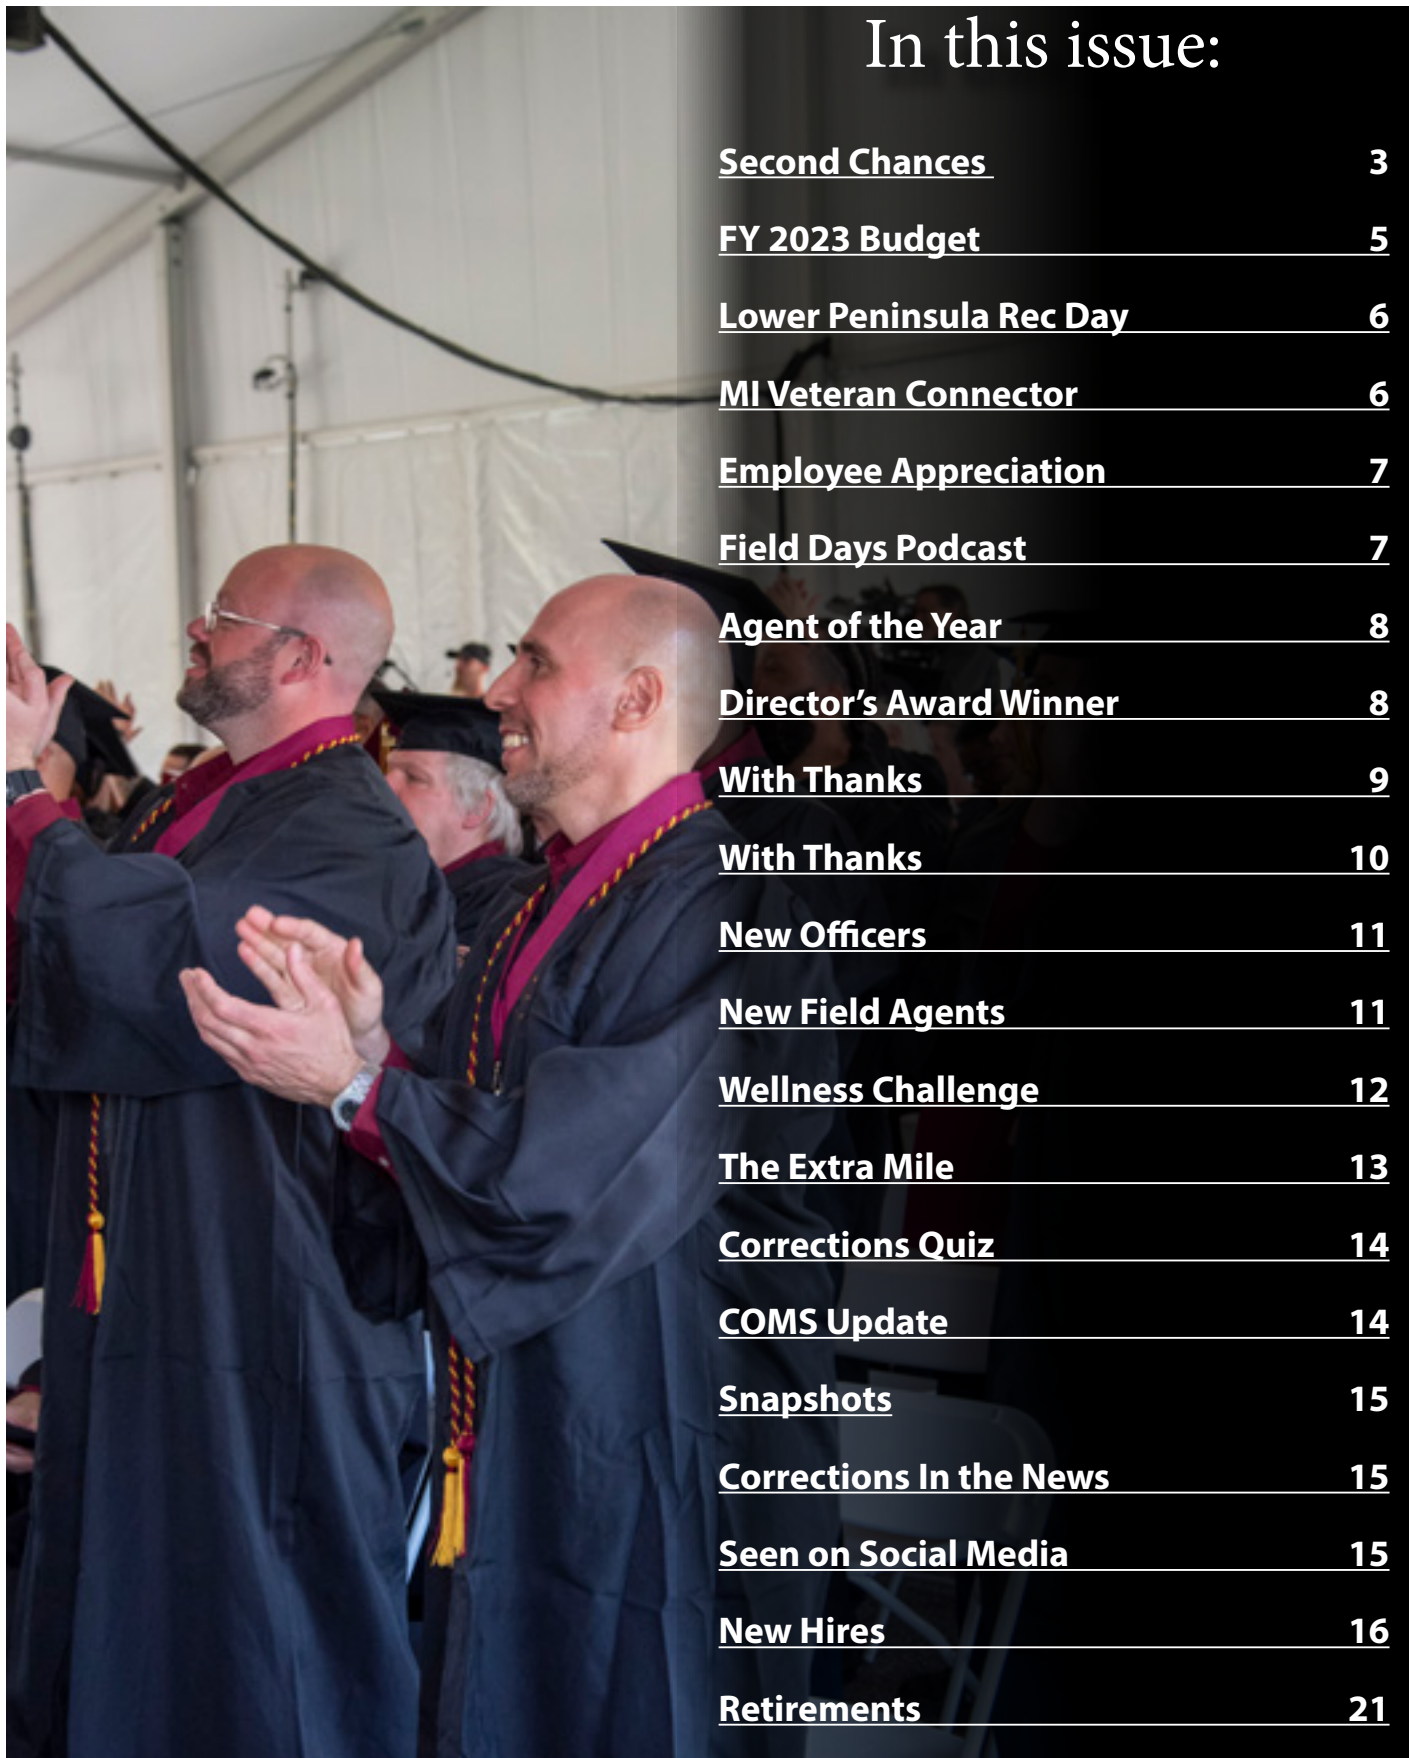 In this issue:
Second Chances 3
FY 2023 Budget 5
Lower Peninsula Rec Day 6
MI Veteran Connector 6
Employee Appreciation 7
Field Days Podcast 7
Agent of the Year 8
Director’s Award Winner 8
With Thanks 9
With Thanks 10
New Officers 11
New Field Agents 11
Wellness Challenge 12
The Extra Mile 13
Corrections Quiz 14
COMS Update 14
Snapshots 15
Corrections In the News 15
Seen on Social Media 15
New Hires 16
Retirements 21